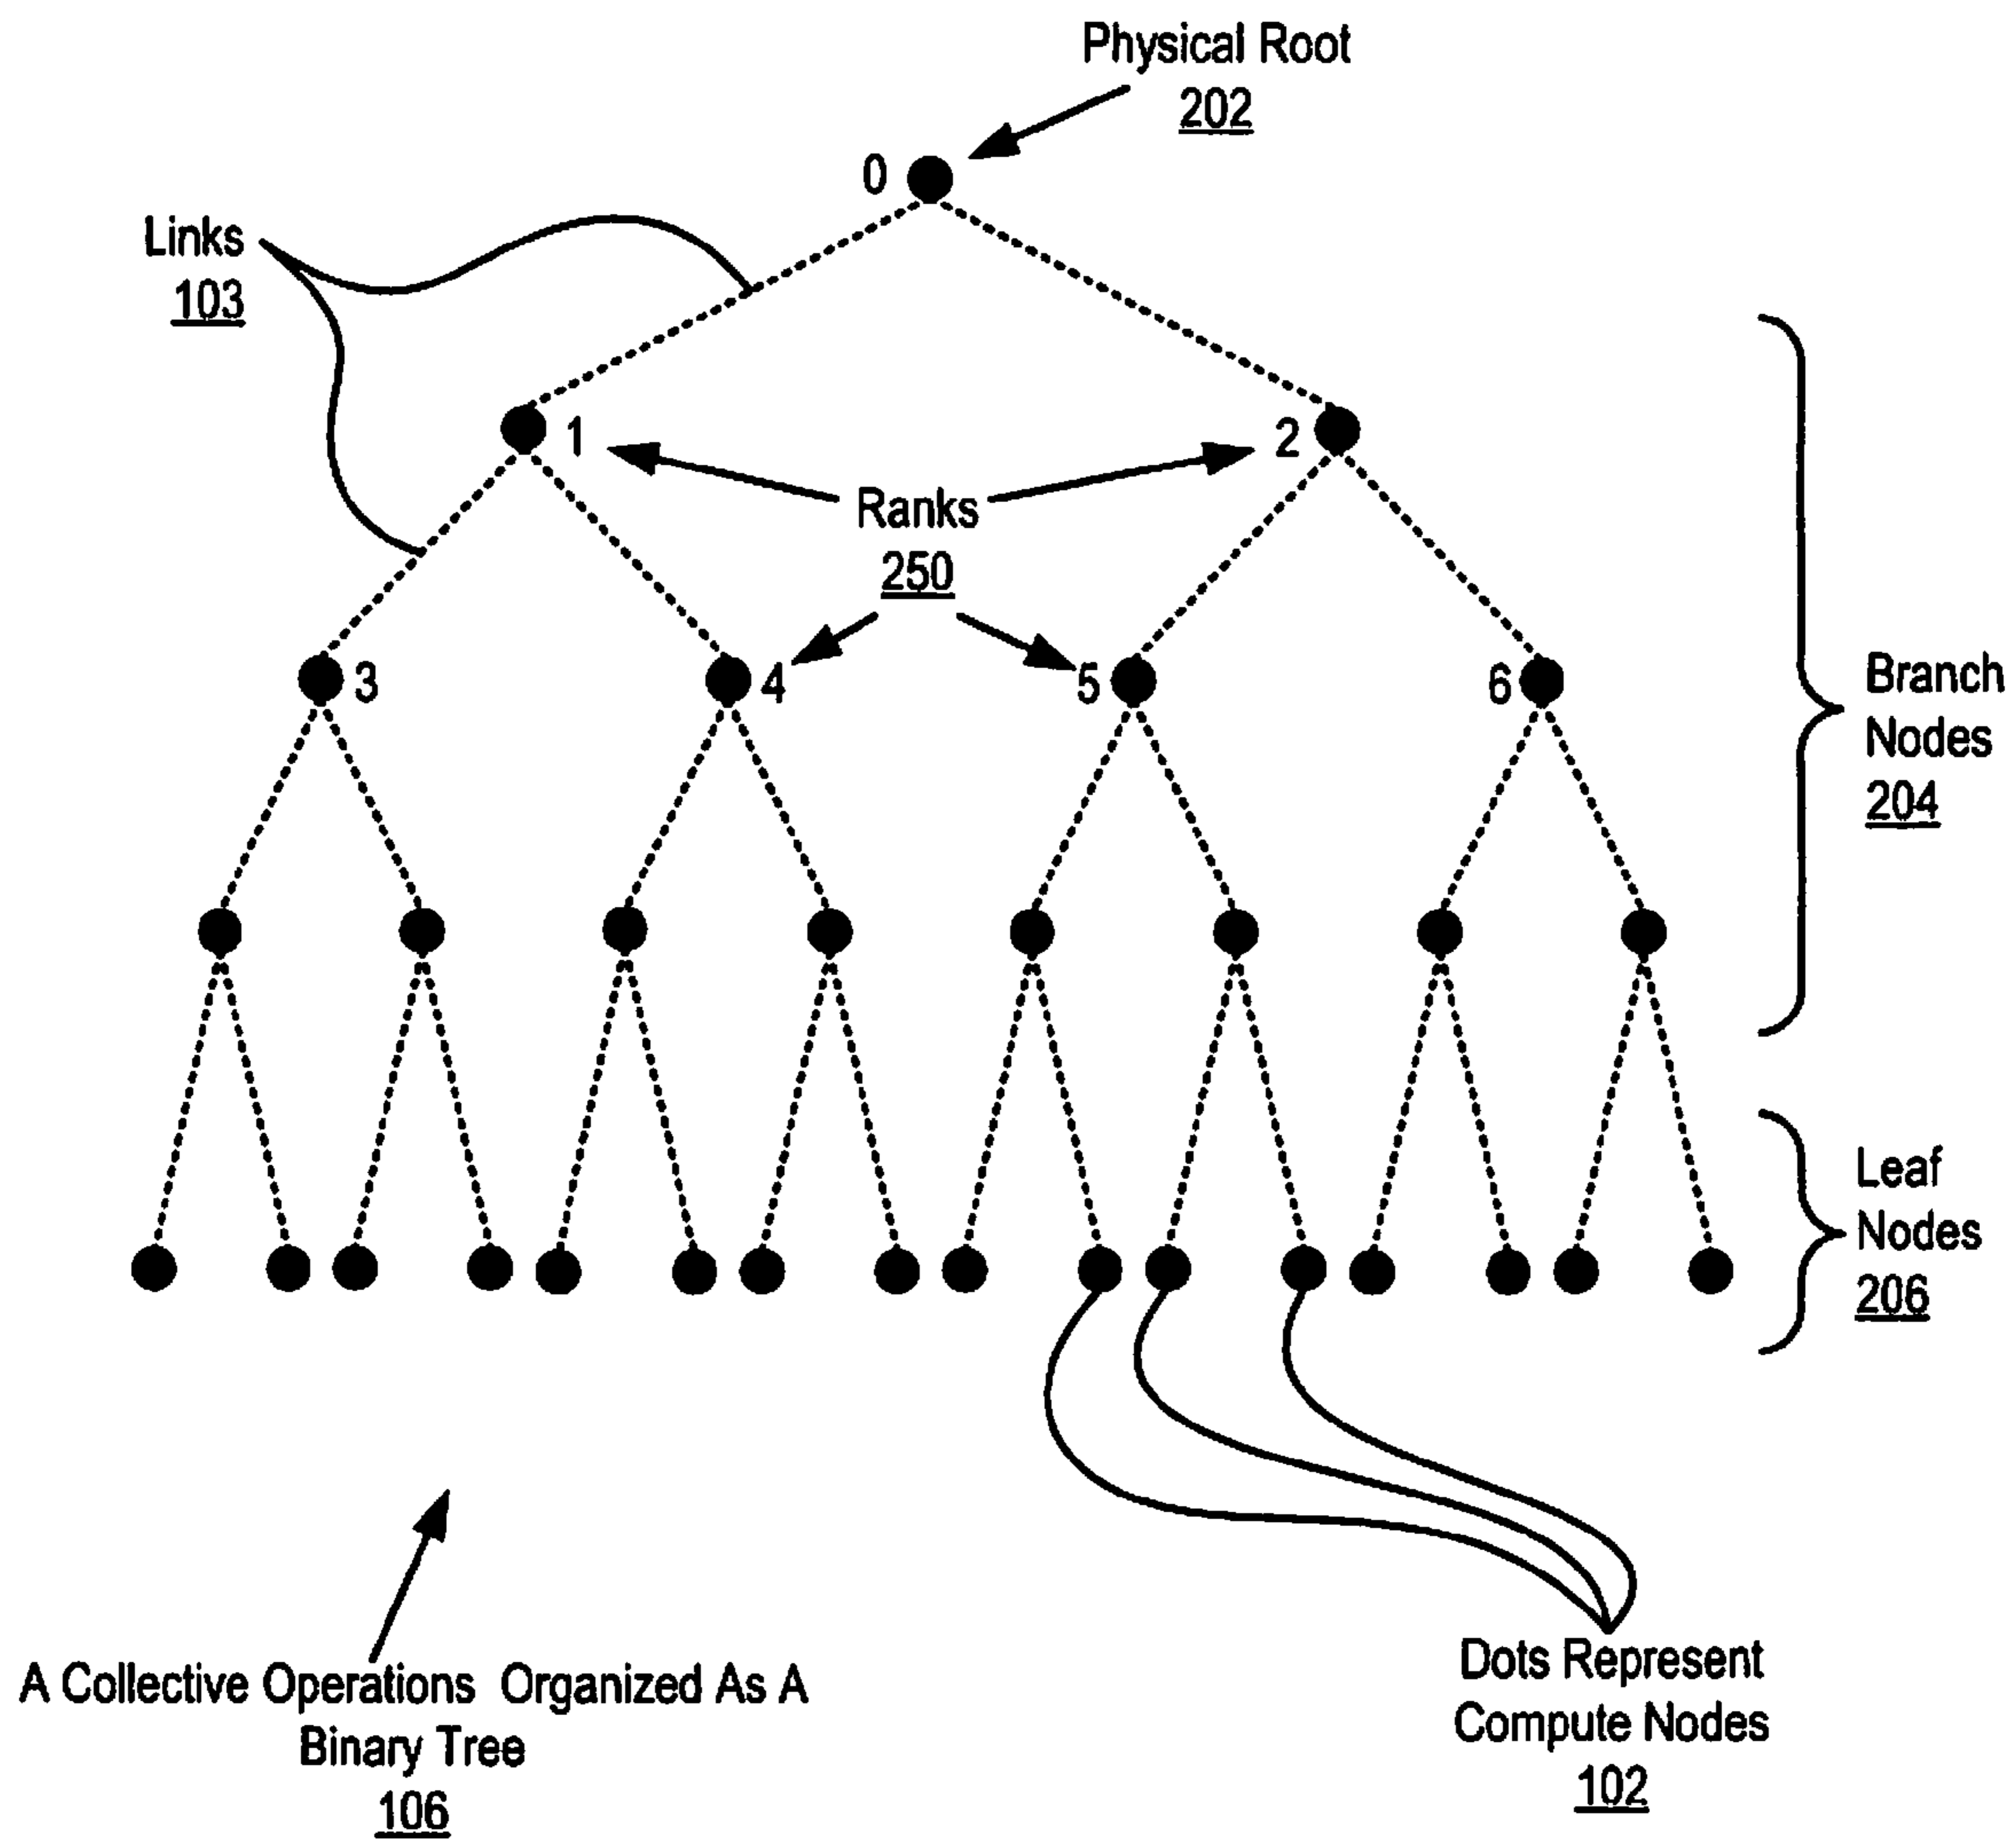 Physical Root
202
0
Links
103
1
2
Ranks
250
3
4
5
6
Branch
Nodes
204
Leaf
Nodes
206
A Collective Operations Organized As A
Binary Tree
106
Dots Represent
Compute Nodes
102